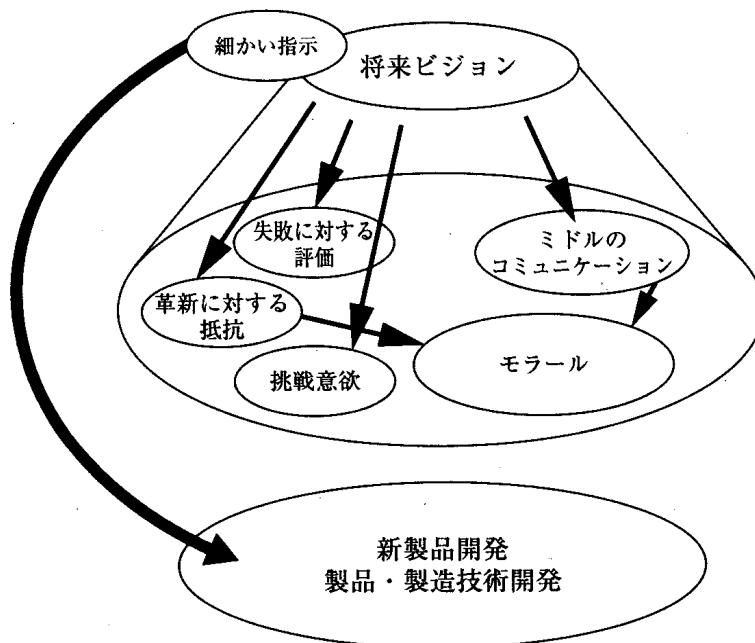 細かい指示
将来ビジョン
失敗に対する
評価
ミドルの
コミュニケーション
革新に対する
抵抗
モラール
挑戦意欲
新製品開発
製品・製造技術開発